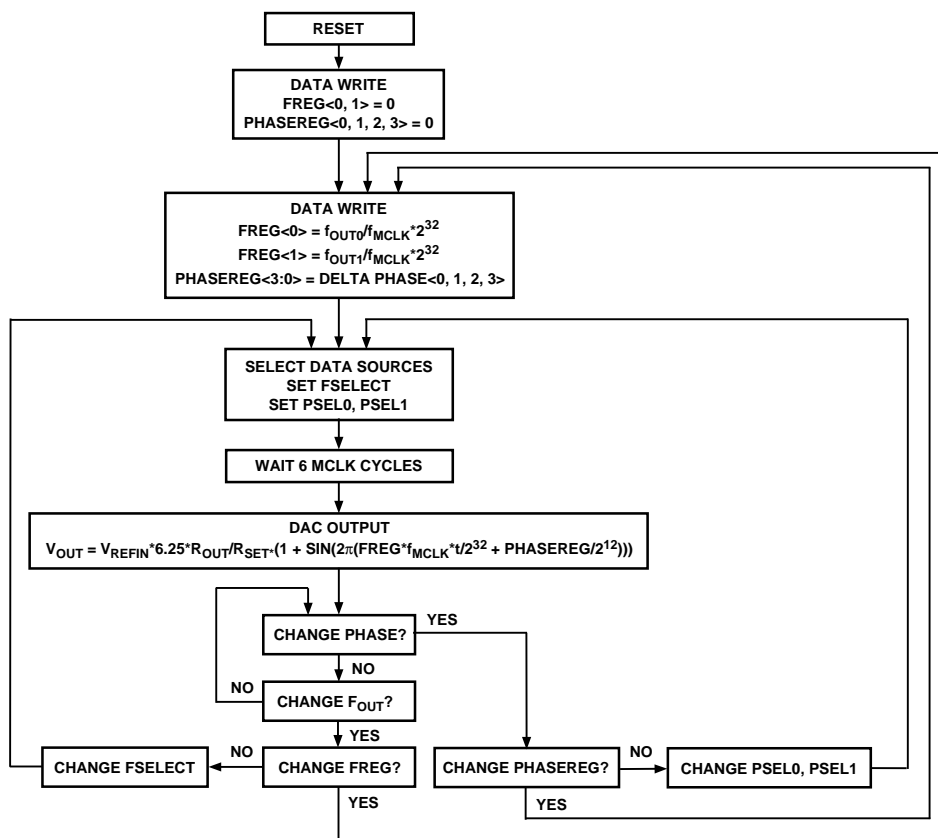 RESET
DATA WRITE
FREG<0, 1> = 0
PHASEREG<0, 1, 2, 3> = 0
DATA WRITE
FREG<0> = fOUT0/fMCLK*2^32
FREG<1> = fOUT1/fMCLK*2^32
PHASEREG<3:0> = DELTA PHASE<0, 1, 2, 3>
SELECT DATA SOURCES
SET FSELECT
SET PSEL0, PSEL1
WAIT 6 MCLK CYCLES
DAC OUTPUT
VOUT = VREFIN*6.25*ROUT/RSET*(1 + SIN(2π(FREG*fMCLK*t/2^32 + PHASEREG/2^12)))
CHANGE PHASE?
YES
NO
NO
CHANGE FOUT?
YES
CHANGE FSELECT
NO
CHANGE FREG?
YES
CHANGE PHASEREG?
NO
CHANGE PSEL0, PSEL1
YES